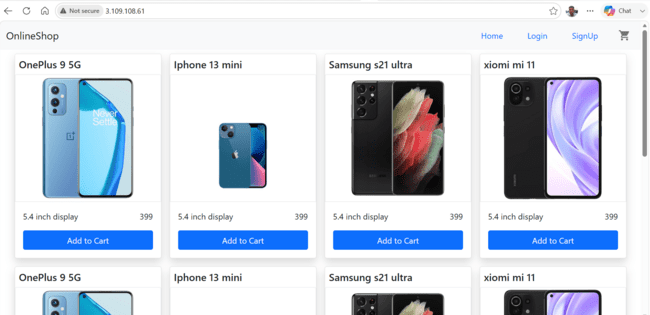 Not secure 3.109.108.61 Chat
OnlineShop Home Login SignUp
OnePlus 9 5G Iphone 13 mini Samsung s21 ultra xiomi mi 11
Never
Settle
5.4 inch display 399 5.4 inch display 399 5.4 inch display 399 5.4 inch display 399
Add to Cart Add to Cart Add to Cart Add to Cart
OnePlus 9 5G Iphone 13 mini Samsung s21 ultra xiomi mi 11